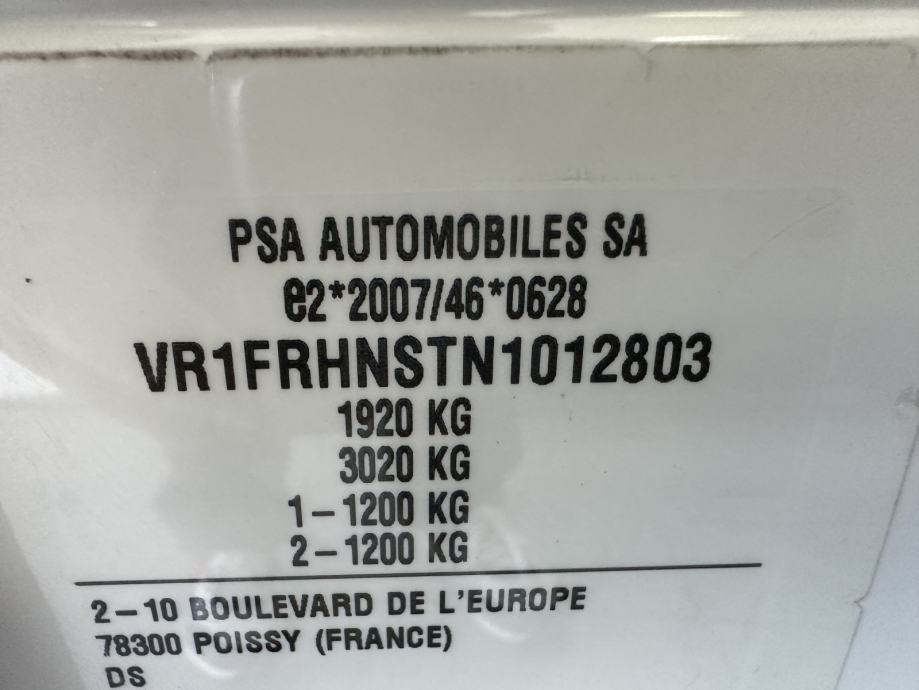 PSA AUTOMOBILES SA
e2*2007/46*0628
VR1FRHNSTN1012803
1920 KG
3020 KG
1-1200 KG
2-1200 KG
2-10 BOULEVARD DE L'EUROPE
78300 POISSY (FRANCE)
DS